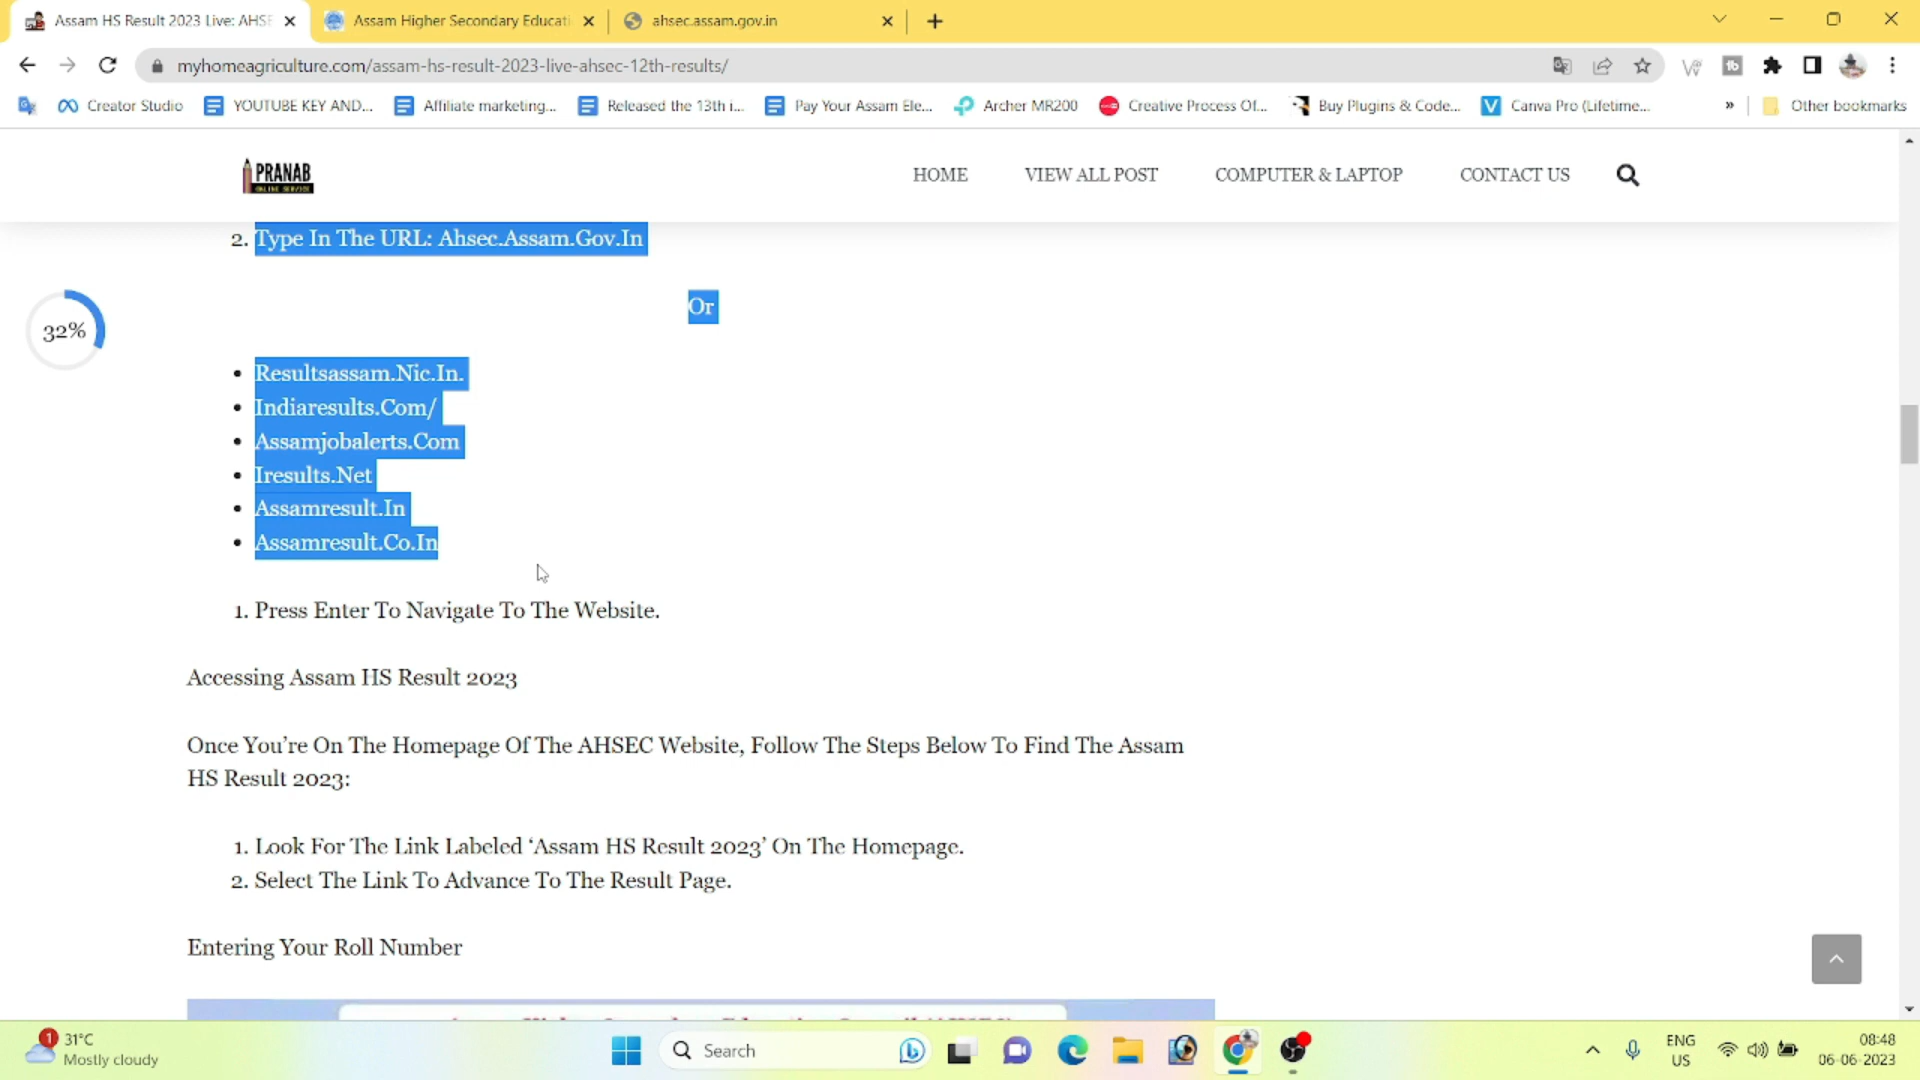 Assam HS Result 2023 Live: AHSE
Assam Higher Secondary Educati
ahsec.assam.gov.in
myhomeagriculture.com/assam-hs-result-2023-live-ahsec-12th-results/
Creator Studio
YOUTUBE KEY AND...
Affiliate marketing...
Released the 13th i...
Pay Your Assam Ele...
Archer MR200
Creative Process Of...
Buy Plugins & Code...
Canva Pro (Lifetime...
»
Other bookmarks
PRANAB
ONLINE SERVICE
HOME
VIEW ALL POST
COMPUTER & LAPTOP
CONTACT US
2. Type In The URL: Ahsec.Assam.Gov.In
Or
32%
• Resultsassam.Nic.In.
• Indiaresults.Com/
• Assamjobalerts.Com
• Iresults.Net
• Assamresult.In
• Assamresult.Co.In
1. Press Enter To Navigate To The Website.
Accessing Assam HS Result 2023
Once You're On The Homepage Of The AHSEC Website, Follow The Steps Below To Find The Assam
HS Result 2023:
1. Look For The Link Labeled ‘Assam HS Result 2023’ On The Homepage.
2. Select The Link To Advance To The Result Page.
Entering Your Roll Number
1
31°C
Mostly cloudy
Search
ENG
US
08:48
06-06-2023